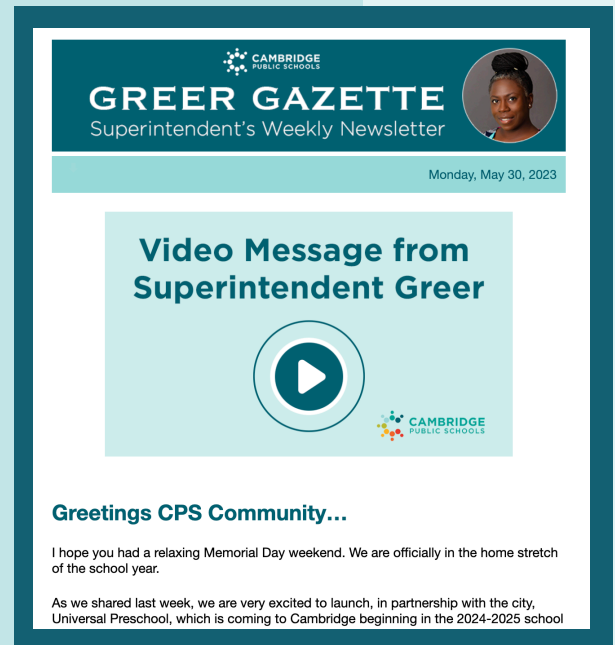 CAMBRIDGE
PUBLIC SCHOOLS
GREER GAZETTE
Superintendent's Weekly Newsletter
Monday, May 30, 2023
Video Message from
Superintendent Greer
CAMBRIDGE
PUBLIC SCHOOLS
Greetings CPS Community…
I hope you had a relaxing Memorial Day weekend. We are officially in the home stretch
of the school year.
As we shared last week, we are very excited to launch, in partnership with the city,
Universal Preschool, which is coming to Cambridge beginning in the 2024-2025 school